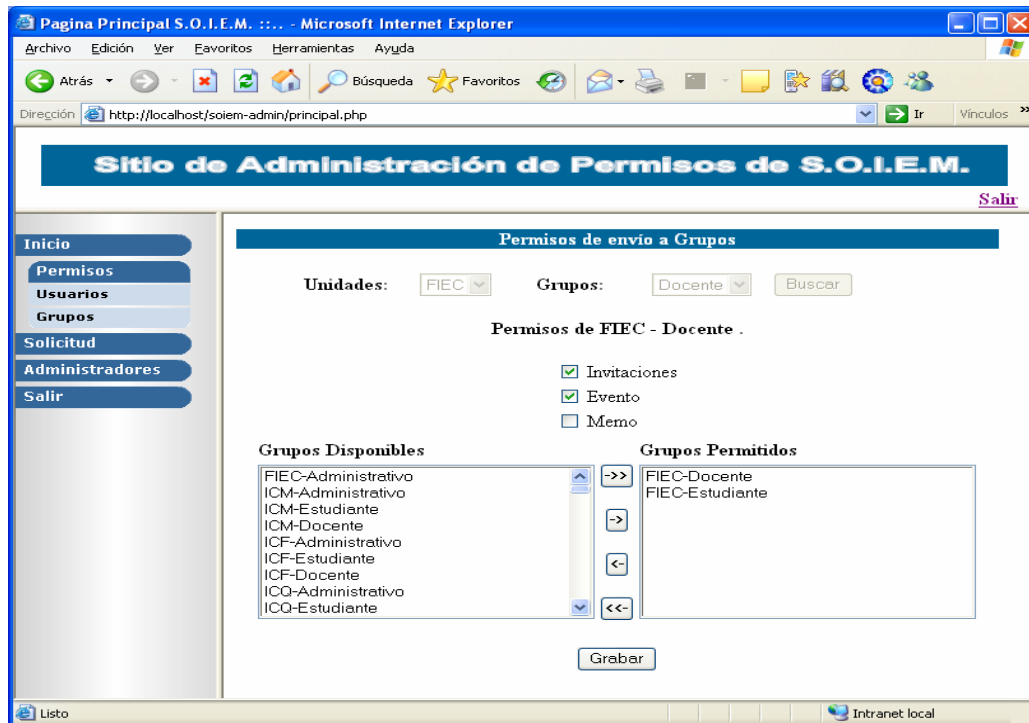 Pagina Principal S.O.I.E.M. ::.. - Microsoft Internet Explorer
Archivo Edición Ver Favoritos Herramientas Ayuda
Atrás Búsqueda Favoritos
Dirección http://localhost/soiem-admin/principal.php Ir Vínculos »
Sitio de Administración de Permisos de S.O.I.E.M.
Salir
Inicio
Permisos
Usuarios
Grupos
Solicitud
Administradores
Salir
Permisos de envío a Grupos
Unidades: FIEC Grupos: Docente Buscar
Permisos de FIEC - Docente .
Invitaciones
Evento
Memo
Grupos Disponibles
FIEC-Administrativo
ICM-Administrativo
ICM-Estudiante
ICM-Docente
ICF-Administrativo
ICF-Estudiante
ICF-Docente
ICQ-Administrativo
ICQ-Estudiante
->>
->
<-
<<-
Grupos Permitidos
FIEC-Docente
FIEC-Estudiante
Grabar
Listo Intranet local